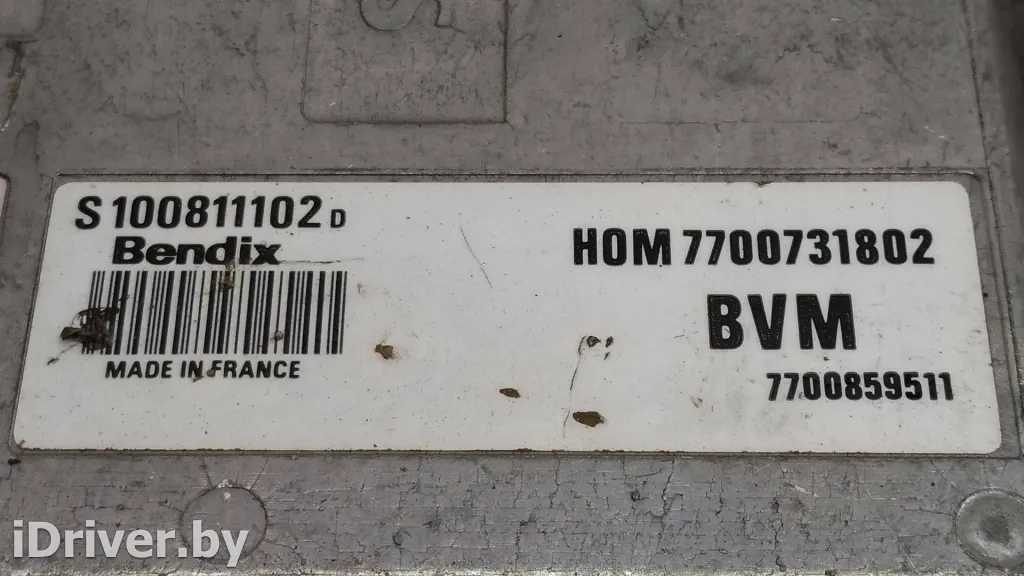 S 100811102 D
Bendix
MADE IN FRANCE
HOM 7700731802
BVM
7700859511
iDriver.by